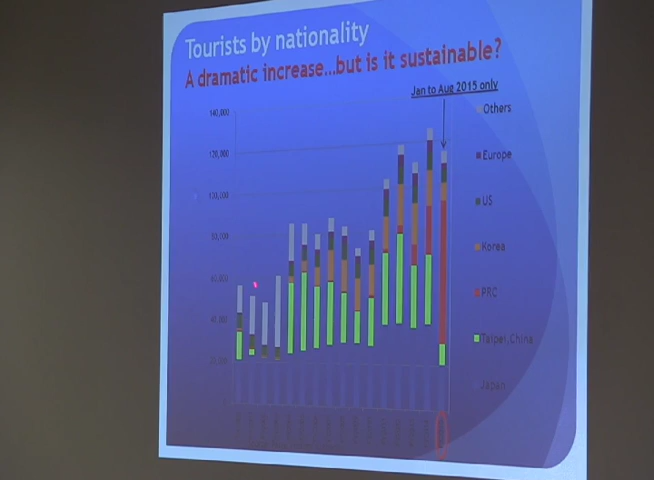 Tourists by nationality
A dramatic increase...but is it sustainable?
Jan to Aug 2015 only
140,000
120,000
100,000
80,000
60,000
40,000
20,000
Others
Europe
US
Korea
PRC
Taipei,China
Japan